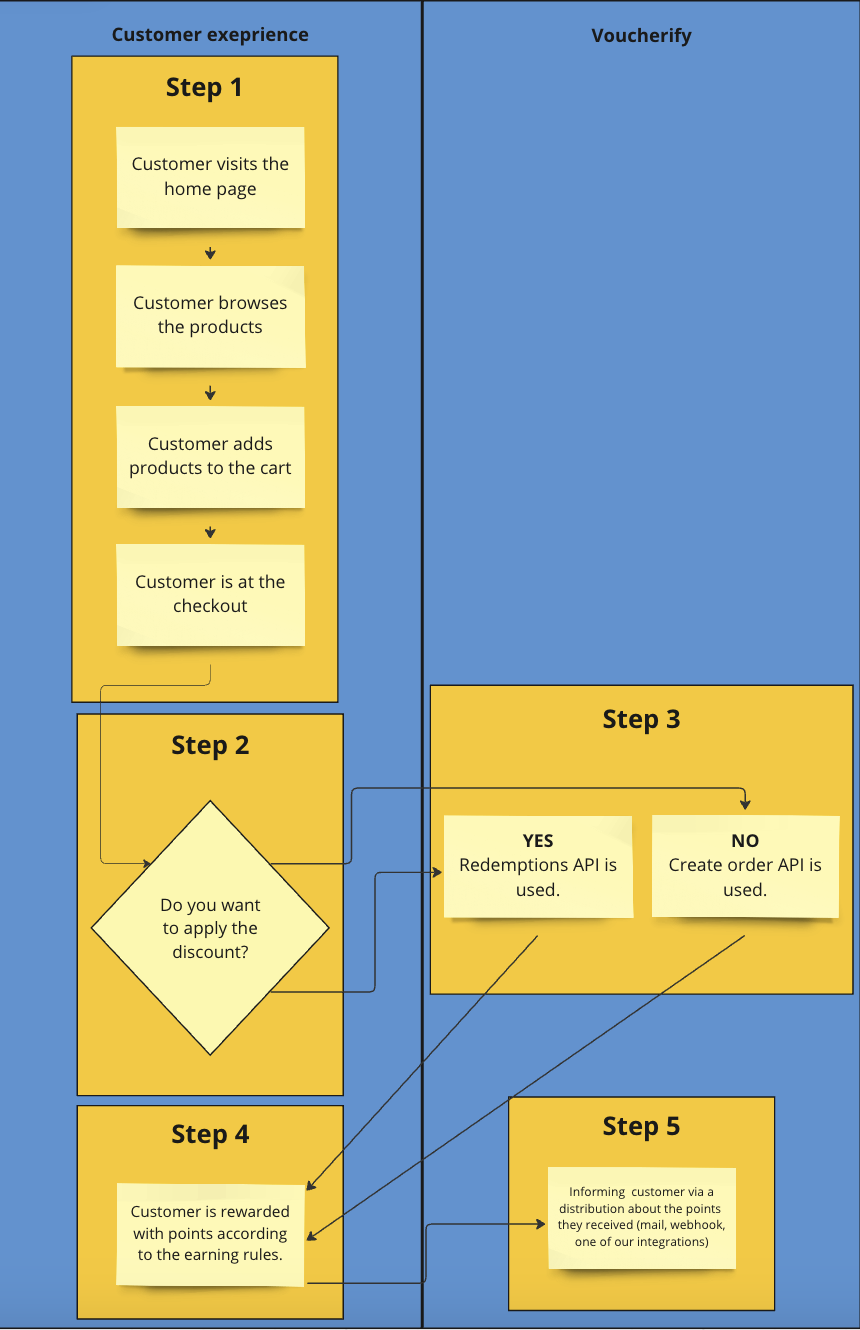 Customer exeprience
Voucherify
Step 1
Customer visits the
home page
Customer browses
the products
Customer adds
products to the cart
Customer is at the
checkout
Step 2
Do you want
to apply the
discount?
Step 3
YES
Redemptions API is
used.
NO
Create order API is
used.
Step 4
Customer is rewarded
with points according
to the earning rules.
Step 5
Informing customer via a
distribution about the points
they received (mail, webhook,
one of our integrations)